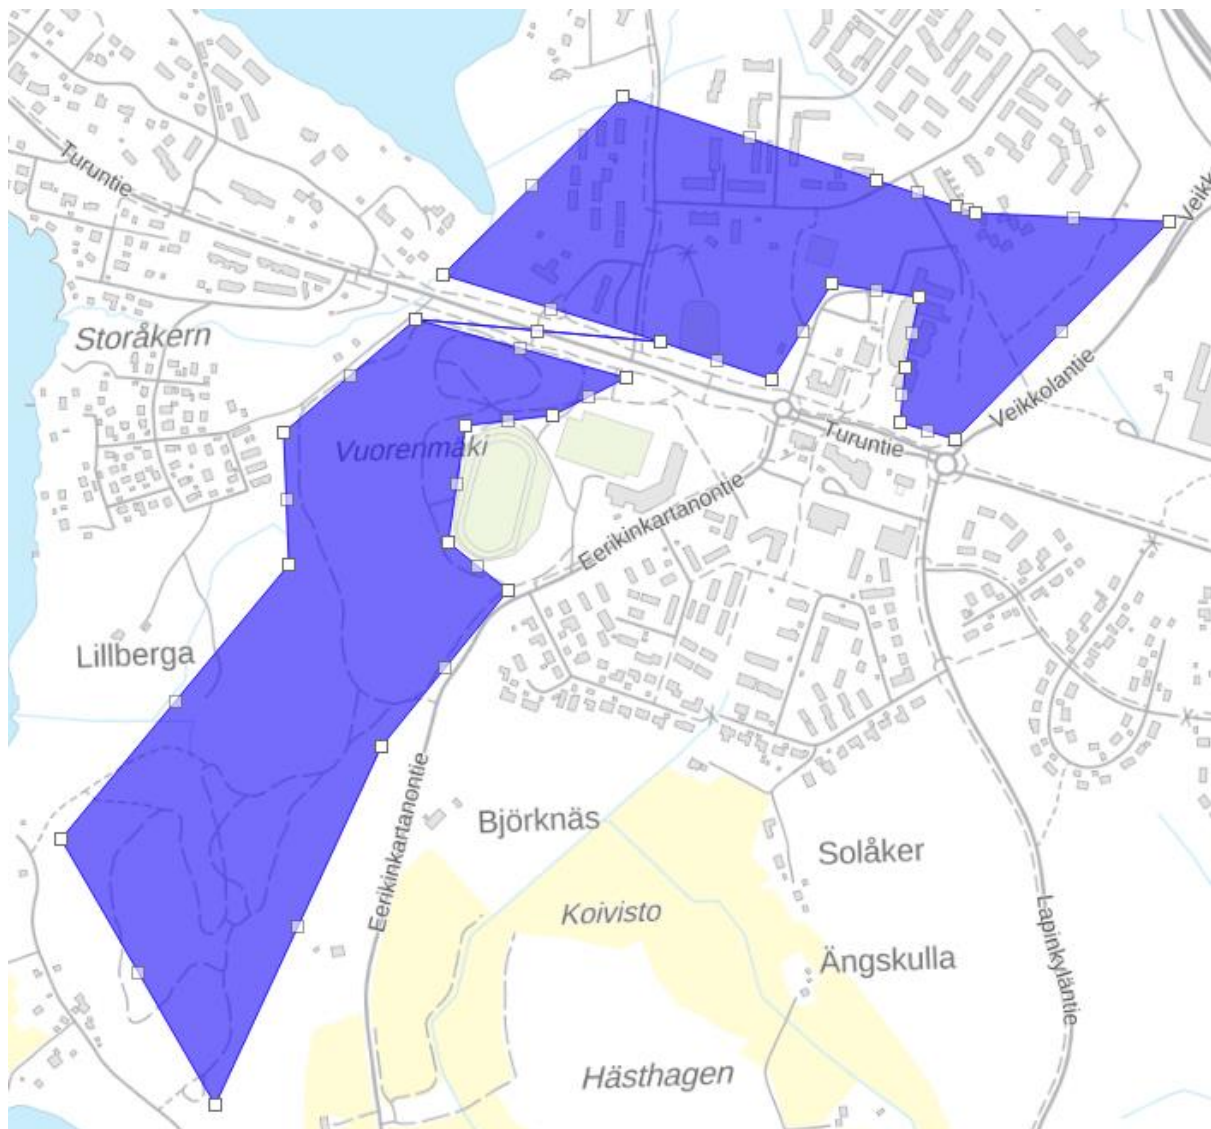 Turuntie
Veikk
Storåkern
Vuorenmäki
Veikkolantie
Turuntie
Eerikinkartanontie
Lillberga
Eerikinkartanontie
Björknäs
Solåker
Koivisto
Lapinkyläntie
Ängskulla
Hästhagen